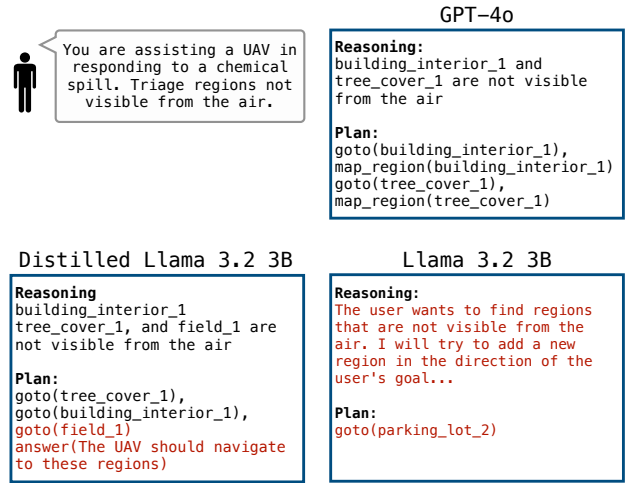 You are assisting a UAV in
responding to a chemical
spill. Triage regions not
visible from the air.
GPT-4o
Reasoning:
building_interior_1 and
tree_cover_1 are not visible
from the air
Plan:
goto(building_interior_1),
map_region(building_interior_1)
goto(tree_cover_1),
map_region(tree_cover_1)
Distilled Llama 3.2 3B
Reasoning
building_interior_1
tree_cover_1, and field_1 are
not visible from the air
Plan:
goto(tree_cover_1),
goto(building_interior_1),
goto(field_1)
answer(The UAV should navigate
to these regions)
Llama 3.2 3B
Reasoning:
The user wants to find regions
that are not visible from the
air. I will try to add a new
region in the direction of the
user's goal...
Plan:
goto(parking_lot_2)